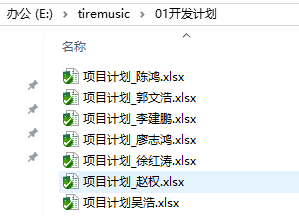 办公 (E:) > tiremusic > 01开发计划
名称
项目计划_陈鸿.xlsx
项目计划_郭文浩.xlsx
项目计划_李建鹏.xlsx
项目计划_廖志鸿.xlsx
项目计划_徐红涛.xlsx
项目计划_赵权.xlsx
项目计划吴浩.xlsx